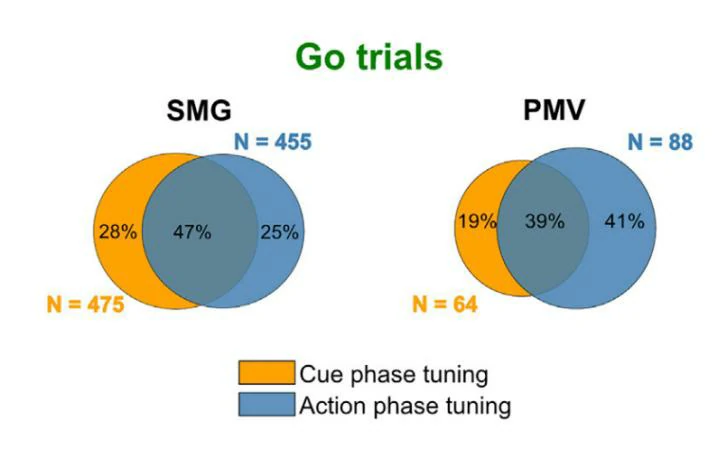 Go trials
SMG
N = 455
28%
47%
25%
N = 475
PMV
N = 88
19%
39%
41%
N = 64
Cue phase tuning
Action phase tuning